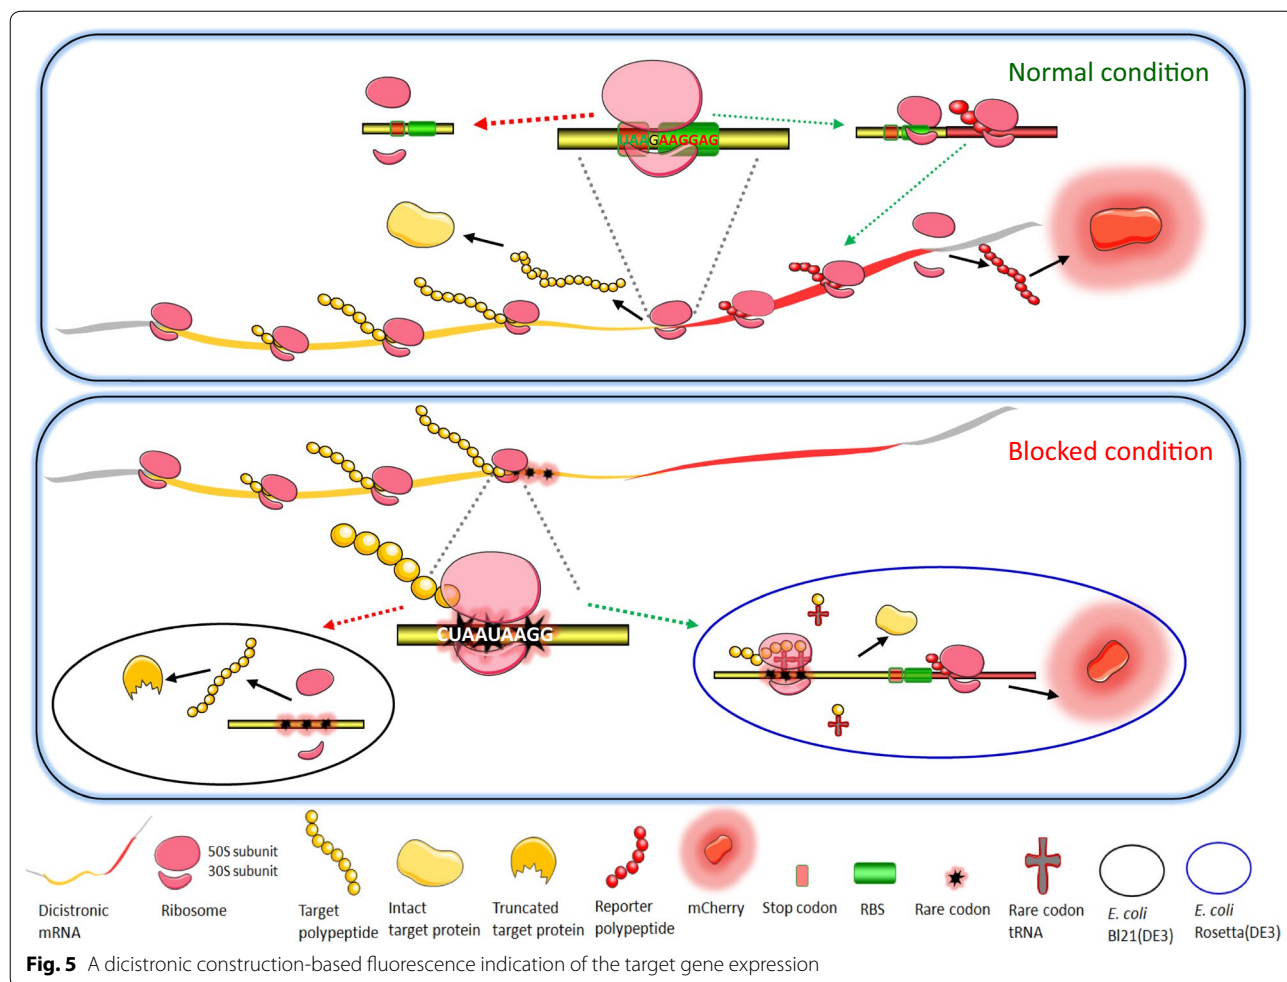 Normal condition
UAAGAAGGAG
Blocked condition
CUAAUAAGG
50S subunit
30S subunit
Dicistronic
mRNA
Ribosome
Target
polypeptide
Intact
target protein
Truncated
target protein
Reporter
polypeptide
mCherry
Stop codon
RBS
Rare codon
Rare codon
tRNA
E. coli
Bl21(DE3)
E. coli
Rosetta(DE3)
Fig. 5 A dicistronic construction-based fluorescence indication of the target gene expression